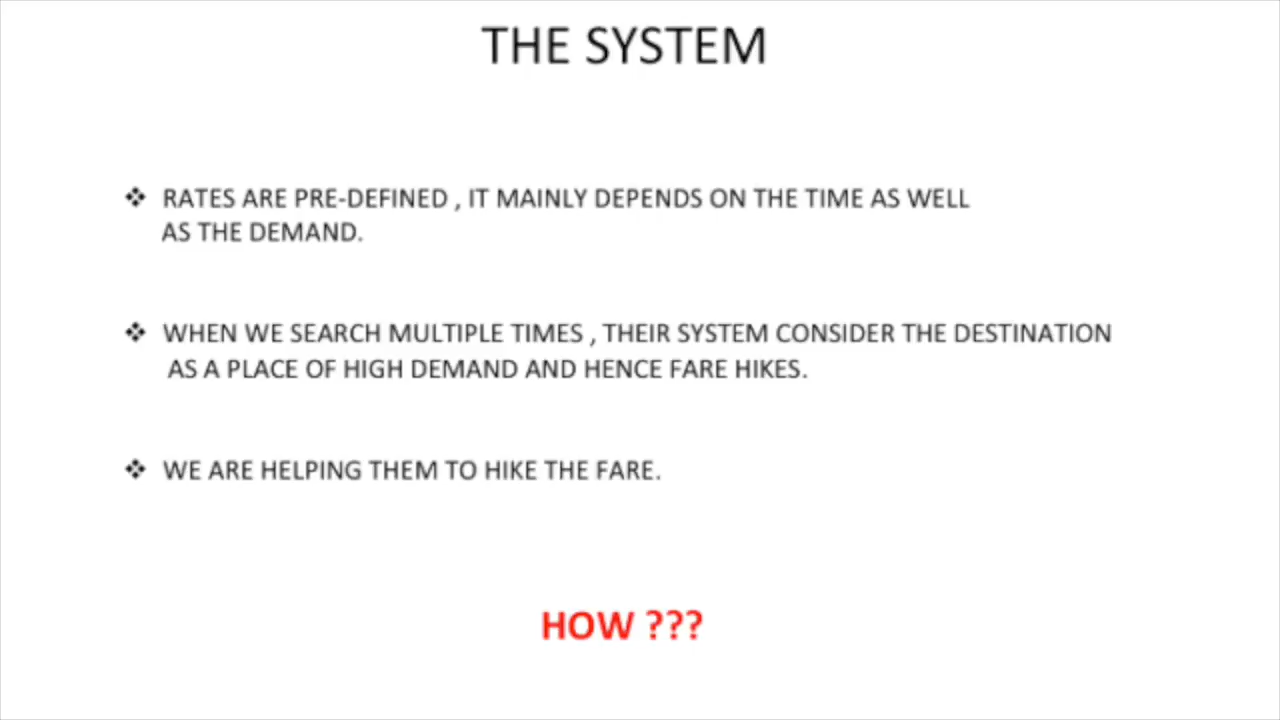 THE SYSTEM
❖ RATES ARE PRE-DEFINED , IT MAINLY DEPENDS ON THE TIME AS WELL
AS THE DEMAND.
❖ WHEN WE SEARCH MULTIPLE TIMES , THEIR SYSTEM CONSIDER THE DESTINATION
AS A PLACE OF HIGH DEMAND AND HENCE FARE HIKES.
❖ WE ARE HELPING THEM TO HIKE THE FARE.
HOW ???